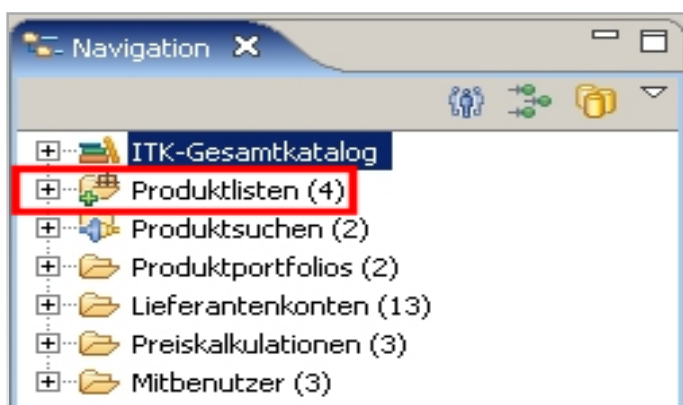 Navigation
ITK-Gesamtkatalog
Produktlisten (4)
Produktsuchen (2)
Produktportfolios (2)
Lieferantenkonten (13)
Preiskalkulationen (3)
Mitbenutzer (3)